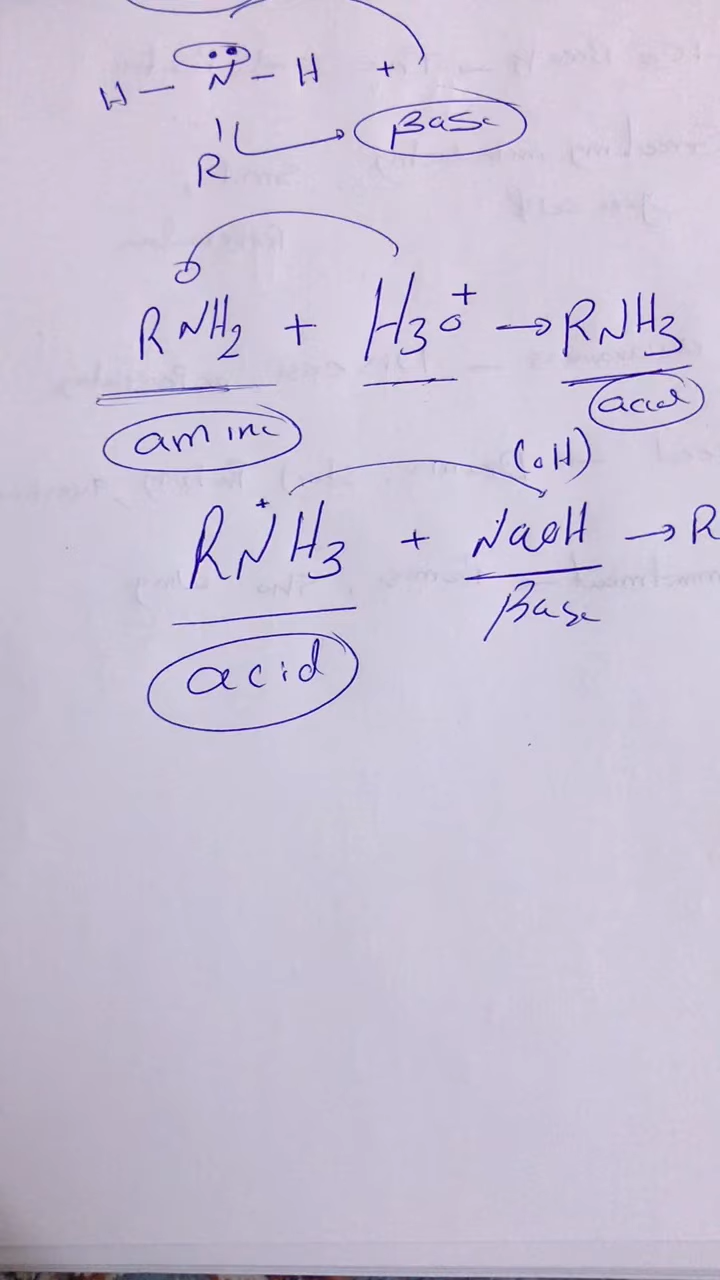 H — N̈ — H +
Base
R
RNH2 + H3O+ → RNH3
amine acid
(OH)
RN+H3 + NaOH → R
Base
acid